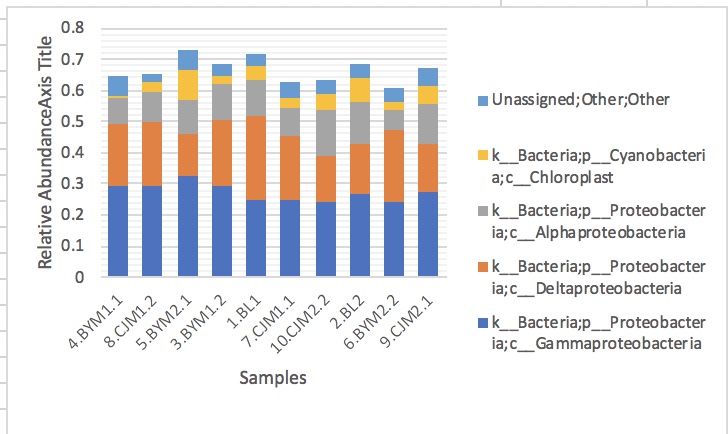 0.8
0.7
0.6
0.5
0.4
0.3
0.2
0.1
0
Relative AbundanceAxis Title
4.BYM1.1
8.CJM1.2
5.BYM2.1
3.BYM1.2
1.BL1
7.CJM1.1
10.CJM2.2
2.BL2
6.BYM2.2
9.CJM2.1
Samples
Unassigned;Other;Other
k__Bacteria;p__Cyanobacteri
a;c__Chloroplast
k__Bacteria;p__Proteobacter
ia;c__Alphaproteobacteria
k__Bacteria;p__Proteobacter
ia;c__Deltaproteobacteria
k__Bacteria;p__Proteobacter
ia;c__Gammaproteobacteria